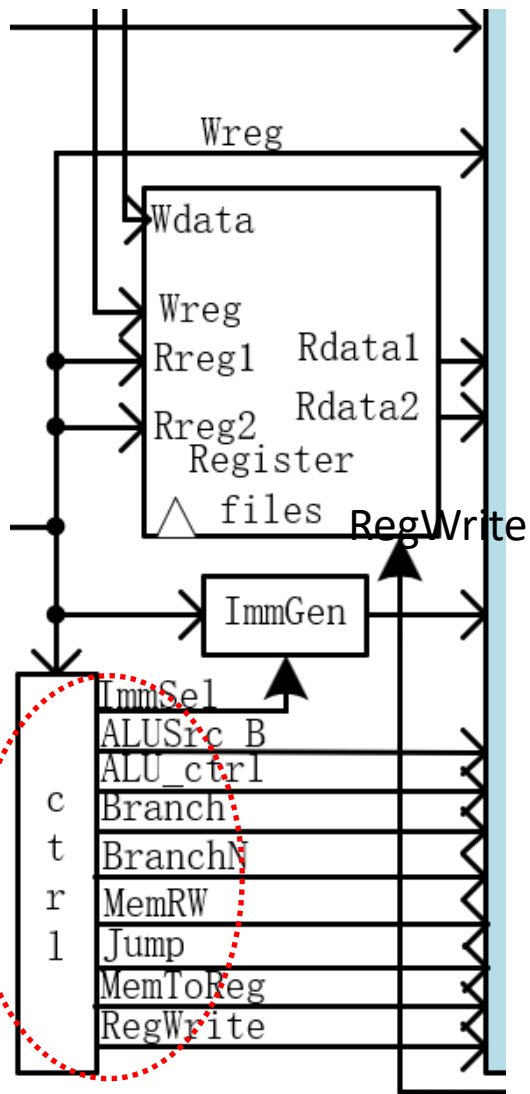 Wreg
Wdata
Wreg
Rreg1
Rdata1
Rreg2
Rdata2
Register
files
RegWrite
ImmGen
ImmSel
ALUSrc_B
ALU_ctrl
Branch
BranchN
MemRW
Jump
MemToReg
RegWrite
ctrl